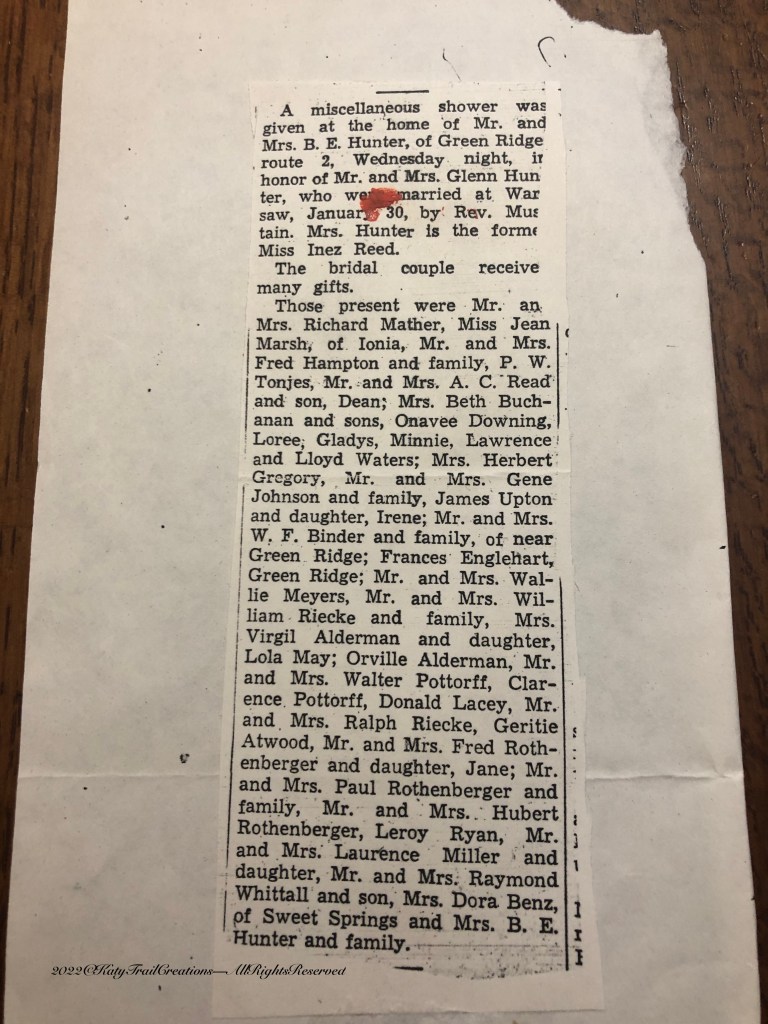 A miscellaneous shower was
given at the home of Mr. and
Mrs. B. E. Hunter, of Green Ridge
route 2, Wednesday night, in
honor of Mr. and Mrs. Glenn Hun
ter, who were married at War
saw, January 30, by Rev. Mus
tain. Mrs. Hunter is the forme
Miss Inez Reed.
The bridal couple receive
many gifts.
Those present were Mr. an
Mrs. Richard Mather, Miss Jean
Marsh, of Ionia, Mr. and Mrs.
Fred Hampton and family, P. W.
Tonjes, Mr. and Mrs. A. C. Read
and son, Dean; Mrs. Beth Buch-
anan and sons, Onavee Downing,
Loree, Gladys, Minnie, Lawrence
and Lloyd Waters; Mrs. Herbert
Gregory, Mr. and Mrs. Gene
Johnson and family, James Upton
and daughter, Irene; Mr. and Mrs.
W. F. Binder and family, of near
Green Ridge; Frances Englehart,
Green Ridge; Mr. and Mrs. Wal-
lie Meyers, Mr. and Mrs. Wil-
liam Riecke and family, Mrs.
Virgil Alderman and daughter,
Lola May; Orville Alderman, Mr.
and Mrs. Walter Pottorff, Clar-
ence Pottorff, Donald Lacey, Mr.
and Mrs. Ralph Riecke, Geritie
Atwood, Mr. and Mrs. Fred Roth-
enberger and daughter, Jane; Mr.
and Mrs. Paul Rothenberger and
family, Mr. and Mrs. Hubert
Rothenberger, Leroy Ryan, Mr.
and Mrs. Laurence Miller and
daughter, Mr. and Mrs. Raymond
Whittall and son, Mrs. Dora Benz,
of Sweet Springs and Mrs. B. E.
Hunter and family.
2022©KatyTrailCreations—AllRightsReserved